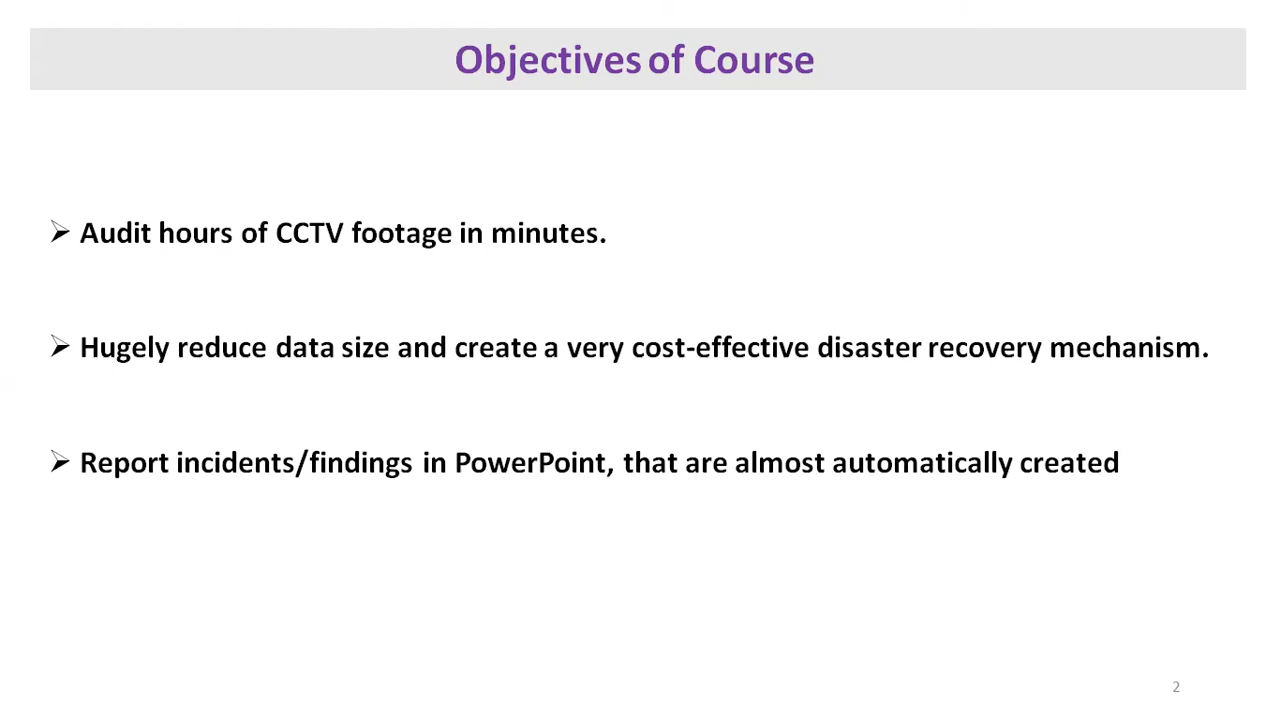 Objectives of Course
➢ Audit hours of CCTV footage in minutes.
➢ Hugely reduce data size and create a very cost-effective disaster recovery mechanism.
➢ Report incidents/findings in PowerPoint, that are almost automatically created
2